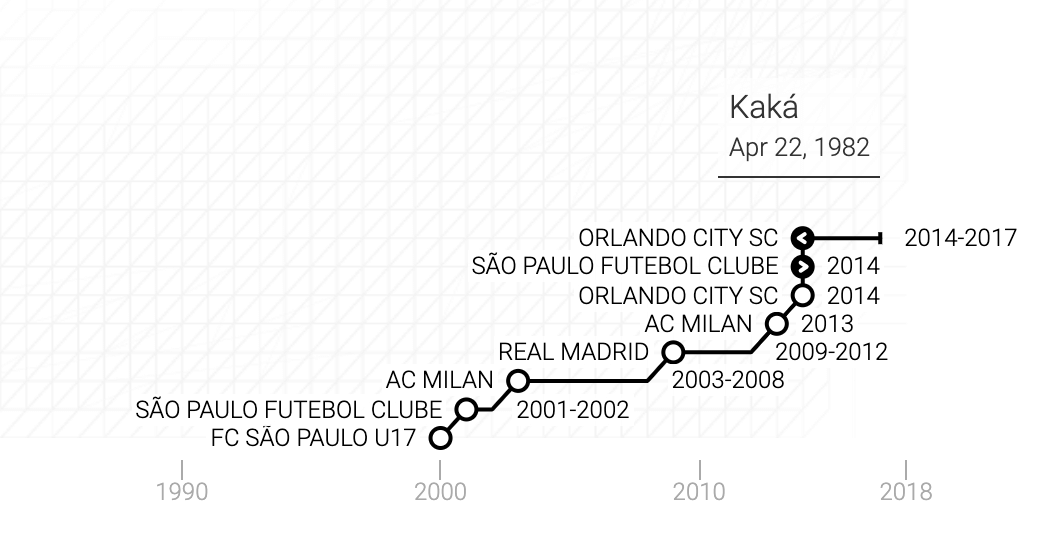 Kaká
Apr 22, 1982
ORLANDO CITY SC 2014-2017
SÃO PAULO FUTEBOL CLUBE 2014
ORLANDO CITY SC 2014
AC MILAN 2013
REAL MADRID 2009-2012
AC MILAN 2003-2008
SÃO PAULO FUTEBOL CLUBE 2001-2002
FC SÃO PAULO U17
1990 2000 2010 2018